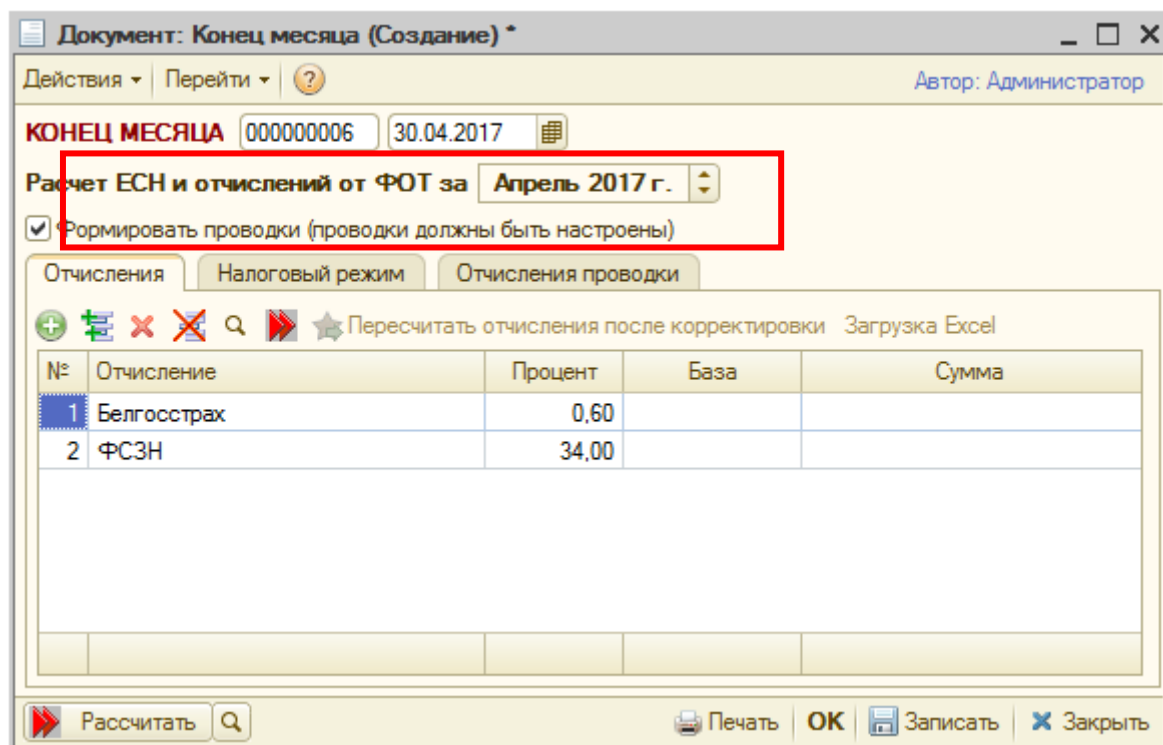 Документ: Конец месяца (Создание) *
Действия Перейти ? Автор: Администратор
КОНЕЦ МЕСЯЦА 000000006 30.04.2017
Расчет ЕСН и отчислений от ФОТ за Апрель 2017 г.
Формировать проводки (проводки должны быть настроены)
Отчисления Налоговый режим Отчисления проводки
Пересчитать отчисления после корректировки Загрузка Excel
№ Отчисление Процент База Сумма
1 Белгосстрах 0,60
2 ФСЗН 34,00
Рассчитать Печать OK Записать Закрыть